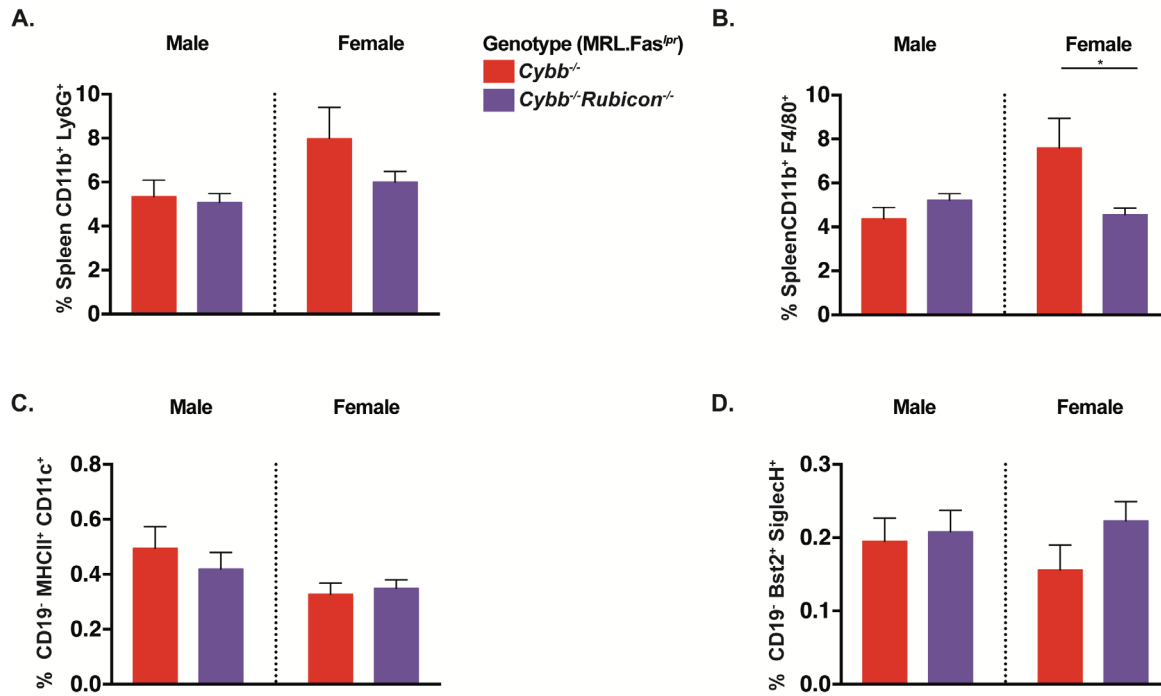 A.
Male
Female
Genotype (MRL.Fas^lpr)
Cybb^-/-
Cybb^-/-Rubicon^-/-
% Spleen CD11b⁺ Ly6G⁺
10
8
6
4
2
0
B.
Male
Female
*
% SpleenCD11b⁺ F4/80⁺
10
8
6
4
2
0
C.
Male
Female
% CD19⁻ MHCII⁺ CD11c⁺
0.8
0.6
0.4
0.2
0.0
D.
Male
Female
% CD19⁻ Bst2⁺ SiglecH⁺
0.3
0.2
0.1
0.0